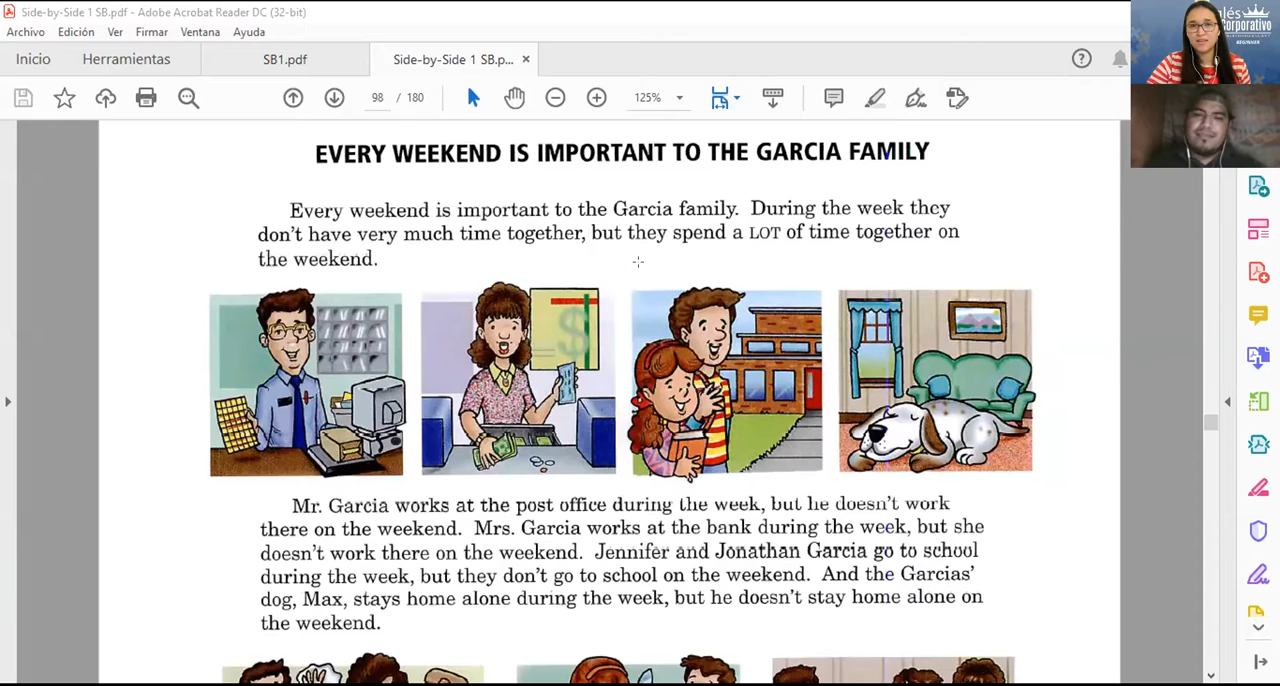 Side-by-Side 1 SB.pdf - Adobe Acrobat Reader DC (32-bit)
Archivo Edición Ver Firmar Ventana Ayuda
Inicio Herramientas SB1.pdf Side-by-Side 1 SB.p... ×
98 / 180 125%
EVERY WEEKEND IS IMPORTANT TO THE GARCIA FAMILY
Every weekend is important to the Garcia family. During the week they
don't have very much time together, but they spend a LOT of time together on
the weekend.
$
Mr. Garcia works at the post office during the week, but he doesn't work
there on the weekend. Mrs. Garcia works at the bank during the week, but she
doesn't work there on the weekend. Jennifer and Jonathan Garcia go to school
during the week, but they don't go to school on the weekend. And the Garcias'
dog, Max, stays home alone during the week, but he doesn't stay home alone on
the weekend.
glés
Corporativo
BEGINNER